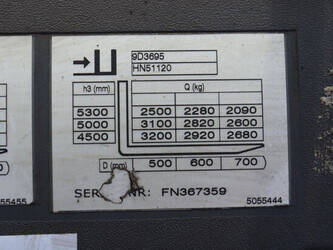 9D3695
HN51120
h3 (mm) Q (kg)
5300 2500 2280 2090
5000 3100 2820 2600
4500 3200 2920 2680
D (mm) 500 600 700
NR: FN367359
55455 5055444